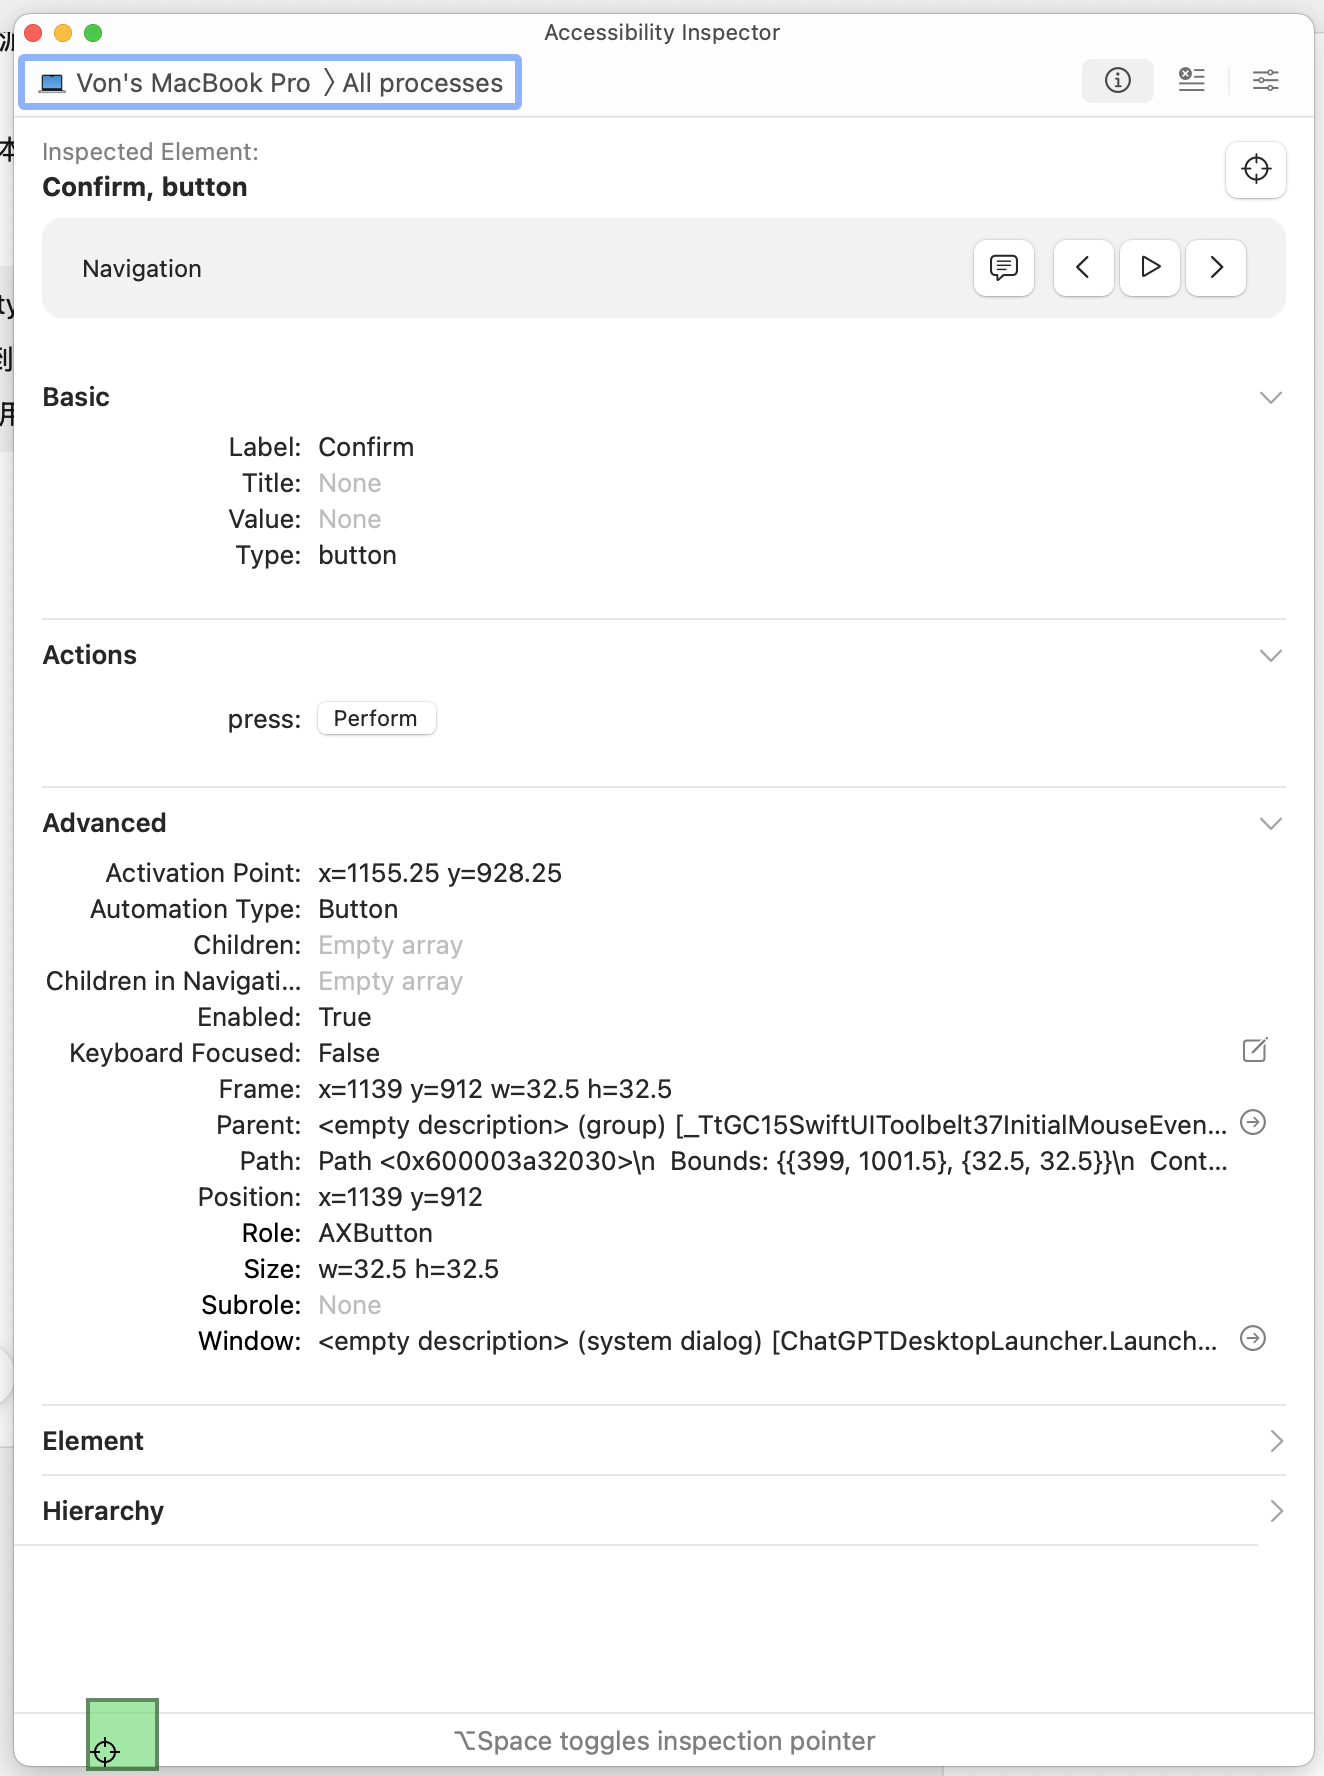 Accessibility Inspector
Von's MacBook Pro 〉All processes
Inspected Element:
Confirm, button
Navigation
Basic
Label: Confirm
Title: None
Value: None
Type: button
Actions
press: Perform
Advanced
Activation Point: x=1155.25 y=928.25
Automation Type: Button
Children: Empty array
Children in Navigati... Empty array
Enabled: True
Keyboard Focused: False
Frame: x=1139 y=912 w=32.5 h=32.5
Parent: <empty description> (group) [_TtGC15SwiftUIToolbelt37InitialMouseEven...
Path: Path <0x600003a32030>\n  Bounds: {{399, 1001.5}, {32.5, 32.5}}\n  Cont...
Position: x=1139 y=912
Role: AXButton
Size: w=32.5 h=32.5
Subrole: None
Window: <empty description> (system dialog) [ChatGPTDesktopLauncher.Launch...
Element
Hierarchy
⌥Space toggles inspection pointer